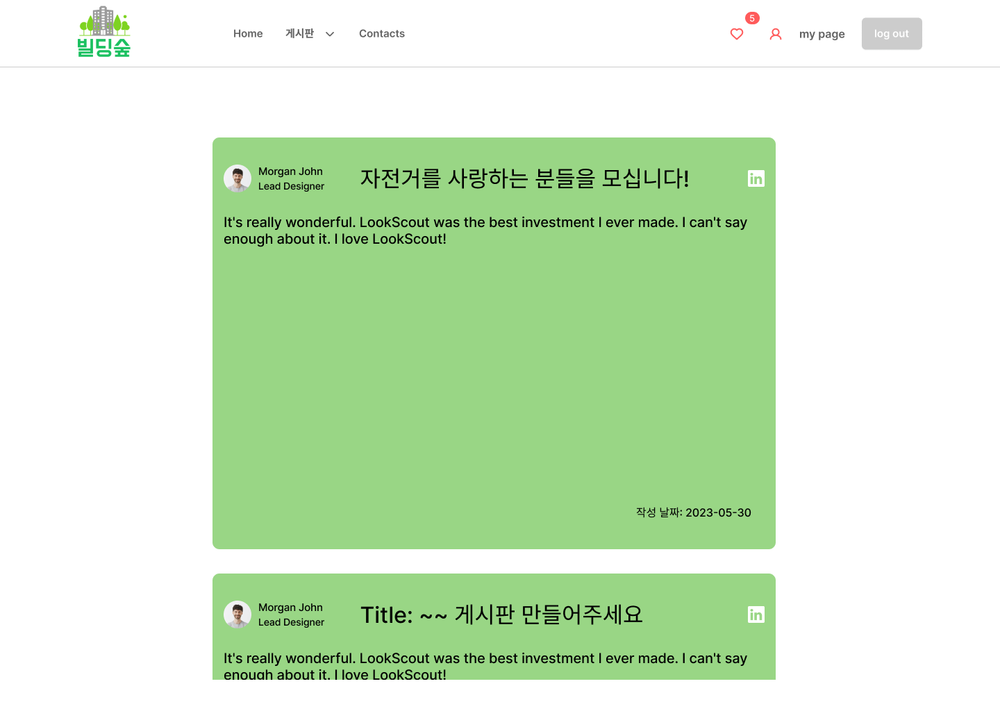 빌딩숲
Home 게시판 Contacts
5
my page
log out
Morgan John
Lead Designer
자전거를 사랑하는 분들을 모십니다!
in
It's really wonderful. LookScout was the best investment I ever made. I can't say
enough about it. I love LookScout!
작성 날짜: 2023-05-30
Morgan John
Lead Designer
Title: ~~ 게시판 만들어주세요
in
It's really wonderful. LookScout was the best investment I ever made. I can't say
enough about it. I love LookScout!